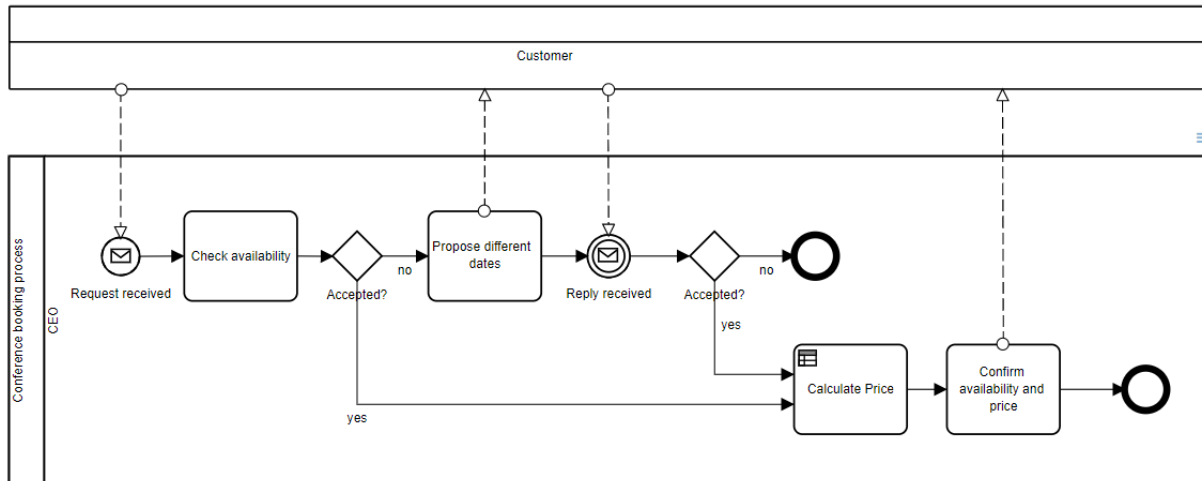 Customer
Conference booking process
CEO
Request received
Check availability
Accepted?
no
yes
Propose different
dates
Reply received
Accepted?
no
yes
Calculate Price
Confirm
availability and
price